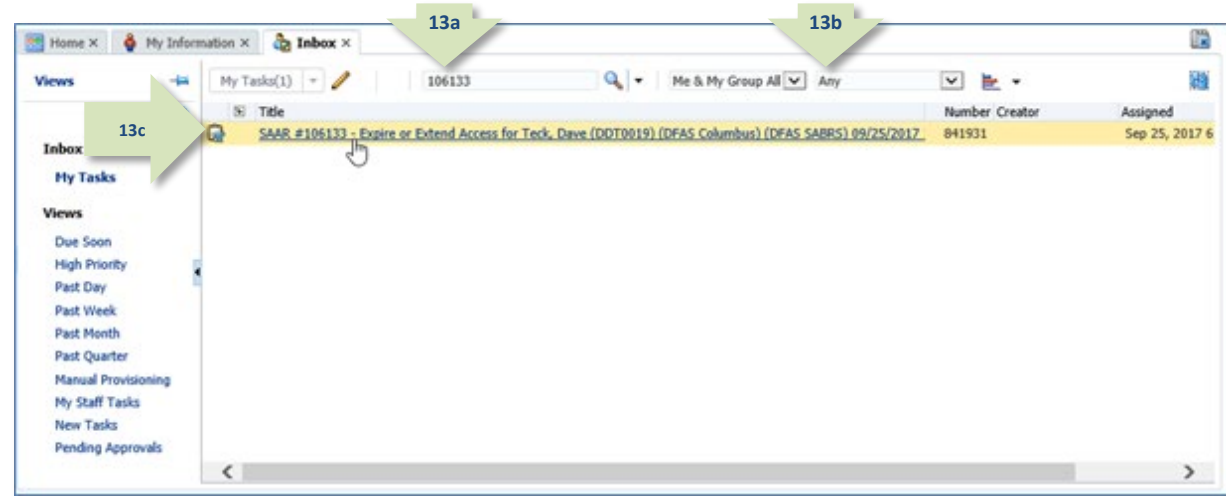 13a
13b
Home × My Information × Inbox ×
Views
My Tasks(1)
106133
Me & My Group All
Any
Title
Number Creator
Assigned
13c
SAAR #106133 - Expire or Extend Access for Teck, Dave (DDT0019) (DFAS Columbus) (DFAS SABRS) 09/25/2017
841931
Sep 25, 2017 6
Inbox
My Tasks
Views
Due Soon
High Priority
Past Day
Past Week
Past Month
Past Quarter
Manual Provisioning
My Staff Tasks
New Tasks
Pending Approvals